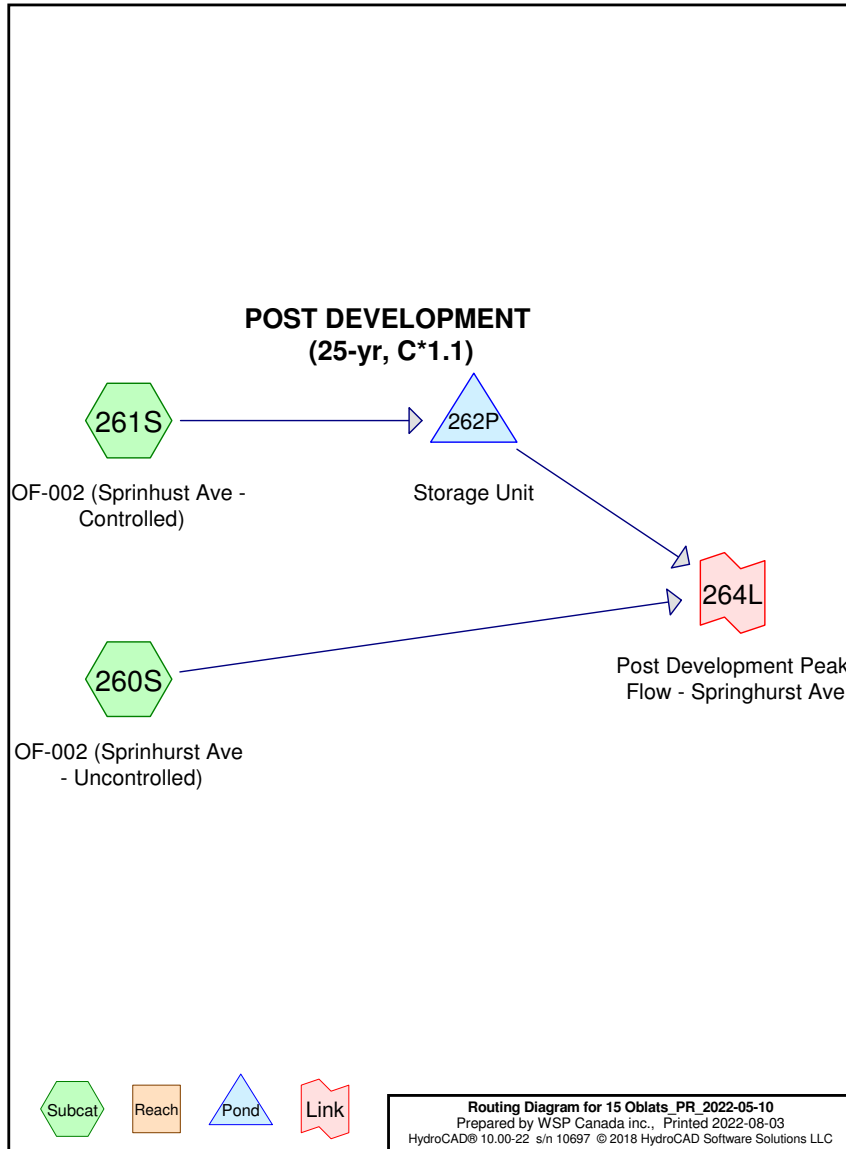 POST DEVELOPMENT
(25-yr, C*1.1)
261S
262P
OF-002 (Sprinhust Ave -
Controlled)
Storage Unit
264L
260S
Post Development Peak
Flow - Springhurst Ave
OF-002 (Sprinhurst Ave
- Uncontrolled)
Subcat
Reach
Pond
Link
Routing Diagram for 15 Oblats_PR_2022-05-10
Prepared by WSP Canada inc., Printed 2022-08-03
HydroCAD® 10.00-22 s/n 10697 © 2018 HydroCAD Software Solutions LLC